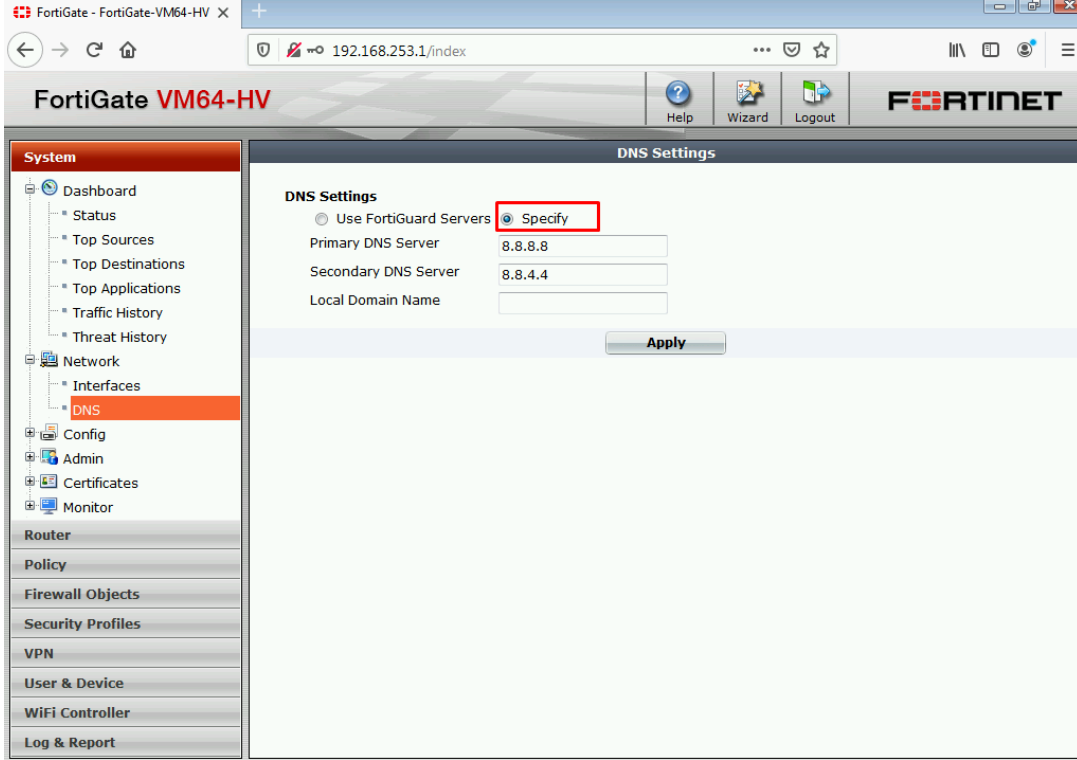 FortiGate - FortiGate-VM64-HV
192.168.253.1/index
FortiGate VM64-HV
Help
Wizard
Logout
FORTINET
System
Dashboard
Status
Top Sources
Top Destinations
Top Applications
Traffic History
Threat History
Network
Interfaces
DNS
Config
Admin
Certificates
Monitor
Router
Policy
Firewall Objects
Security Profiles
VPN
User & Device
WiFi Controller
Log & Report
DNS Settings
DNS Settings
Use FortiGuard Servers Specify
Primary DNS Server 8.8.8.8
Secondary DNS Server 8.8.4.4
Local Domain Name
Apply